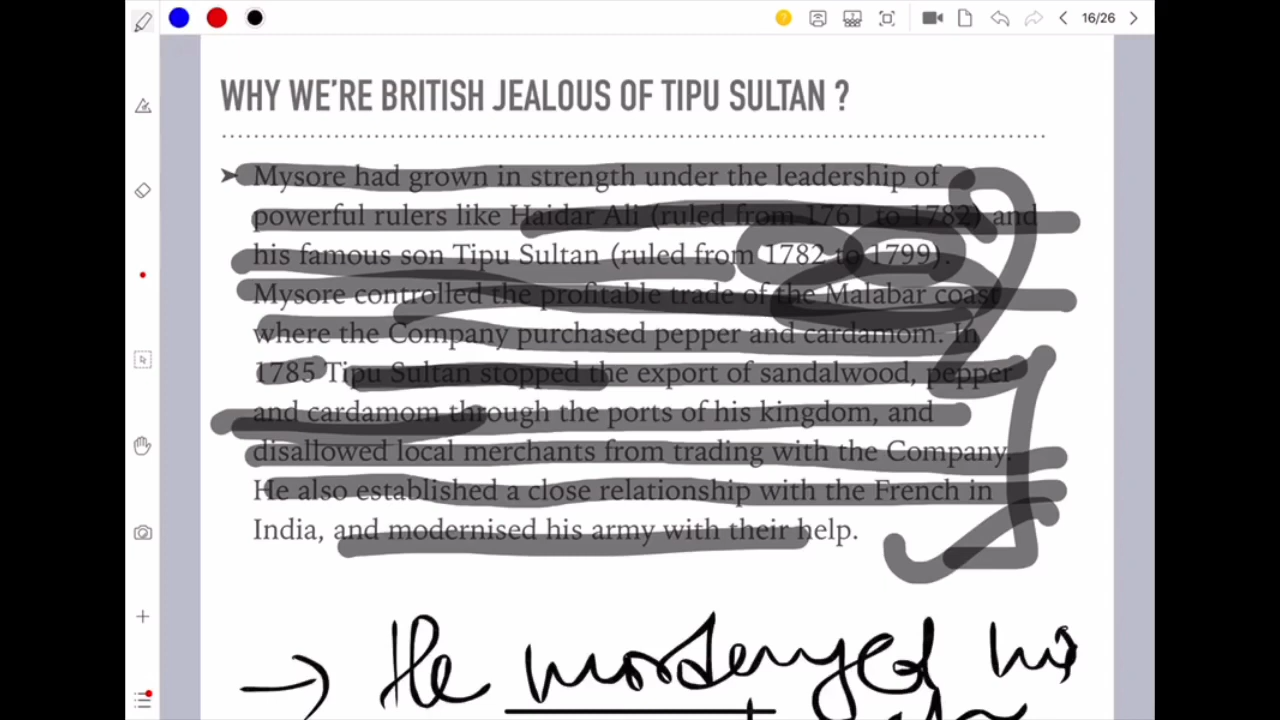 16/26
WHY WE'RE BRITISH JEALOUS OF TIPU SULTAN ?
➤ Mysore had grown in strength under the leadership of
powerful rulers like Haidar Ali (ruled from 1761 to 1782) and
his famous son Tipu Sultan (ruled from 1782 to 1799).
Mysore controlled the profitable trade of the Malabar coast
where the Company purchased pepper and cardamom. In
1785 Tipu Sultan stopped the export of sandalwood, pepper
and cardamom through the ports of his kingdom, and
disallowed local merchants from trading with the Company.
He also established a close relationship with the French in
India, and modernised his army with their help.
→ He mordenyed his